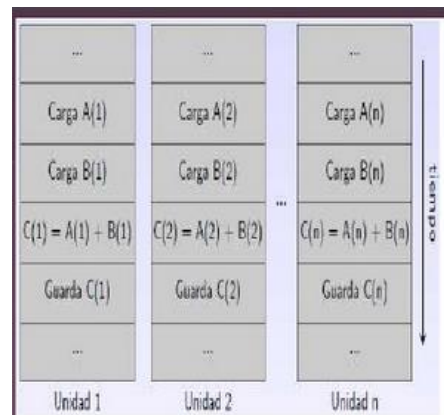 ...
Carga A(1)
Carga B(1)
C(1) = A(1) + B(1)
Guarda C(1)
...
Unidad 1
...
Carga A(2)
Carga B(2)
C(2) = A(2) + B(2)
Guarda C(2)
...
Unidad 2
...
...
Carga A(n)
Carga B(n)
C(n) = A(n) + B(n)
Guarda C(n)
...
Unidad n
tiempo